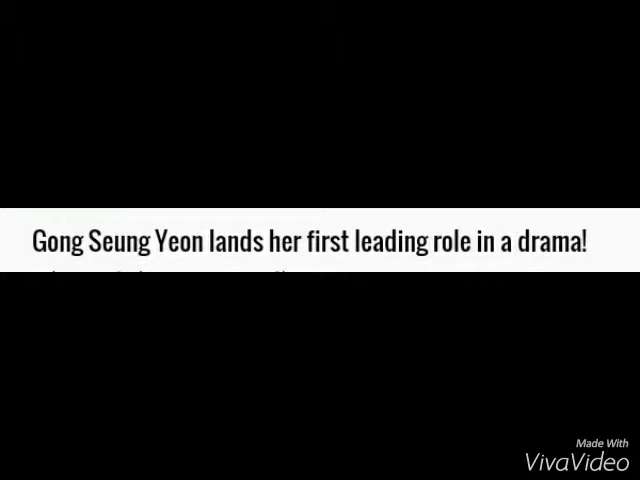 Gong Seung Yeon lands her first leading role in a drama!
Made With
VivaVideo